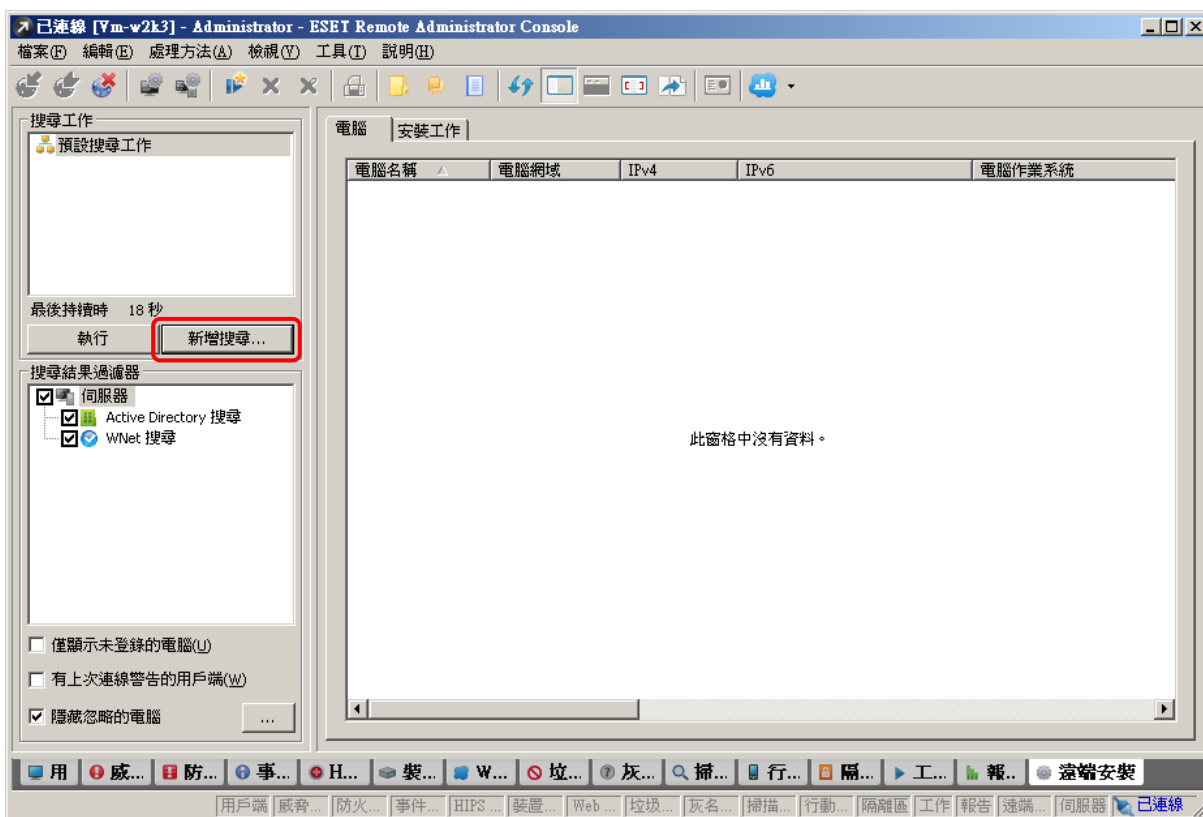 已連線 [Vm-w2k3] - Administrator - ESET Remote Administrator Console
檔案(F) 編輯(E) 處理方法(A) 檢視(V) 工具(T) 說明(H)
搜尋工作
預設搜尋工作
最後持續時 18 秒
執行 新增搜尋...
搜尋結果過濾器
伺服器
Active Directory 搜尋
WNet 搜尋
僅顯示未登錄的電腦(U)
有上次連線警告的用戶端(W)
隱藏忽略的電腦 ...
電腦 安裝工作
電腦名稱 電腦網域 IPv4 IPv6 電腦作業系統
此窗格中沒有資料。
用 威... 防... 事... H... 裝... W... 垃... 灰... 掃... 行... 隔... 工... 報.. 遠端安裝
用戶端 威脅... 防火... 事件... HIPS ... 裝置... Web ... 垃圾... 灰名... 掃描... 行動... 隔離區 工作 報告 遠端... 伺服器 已連線